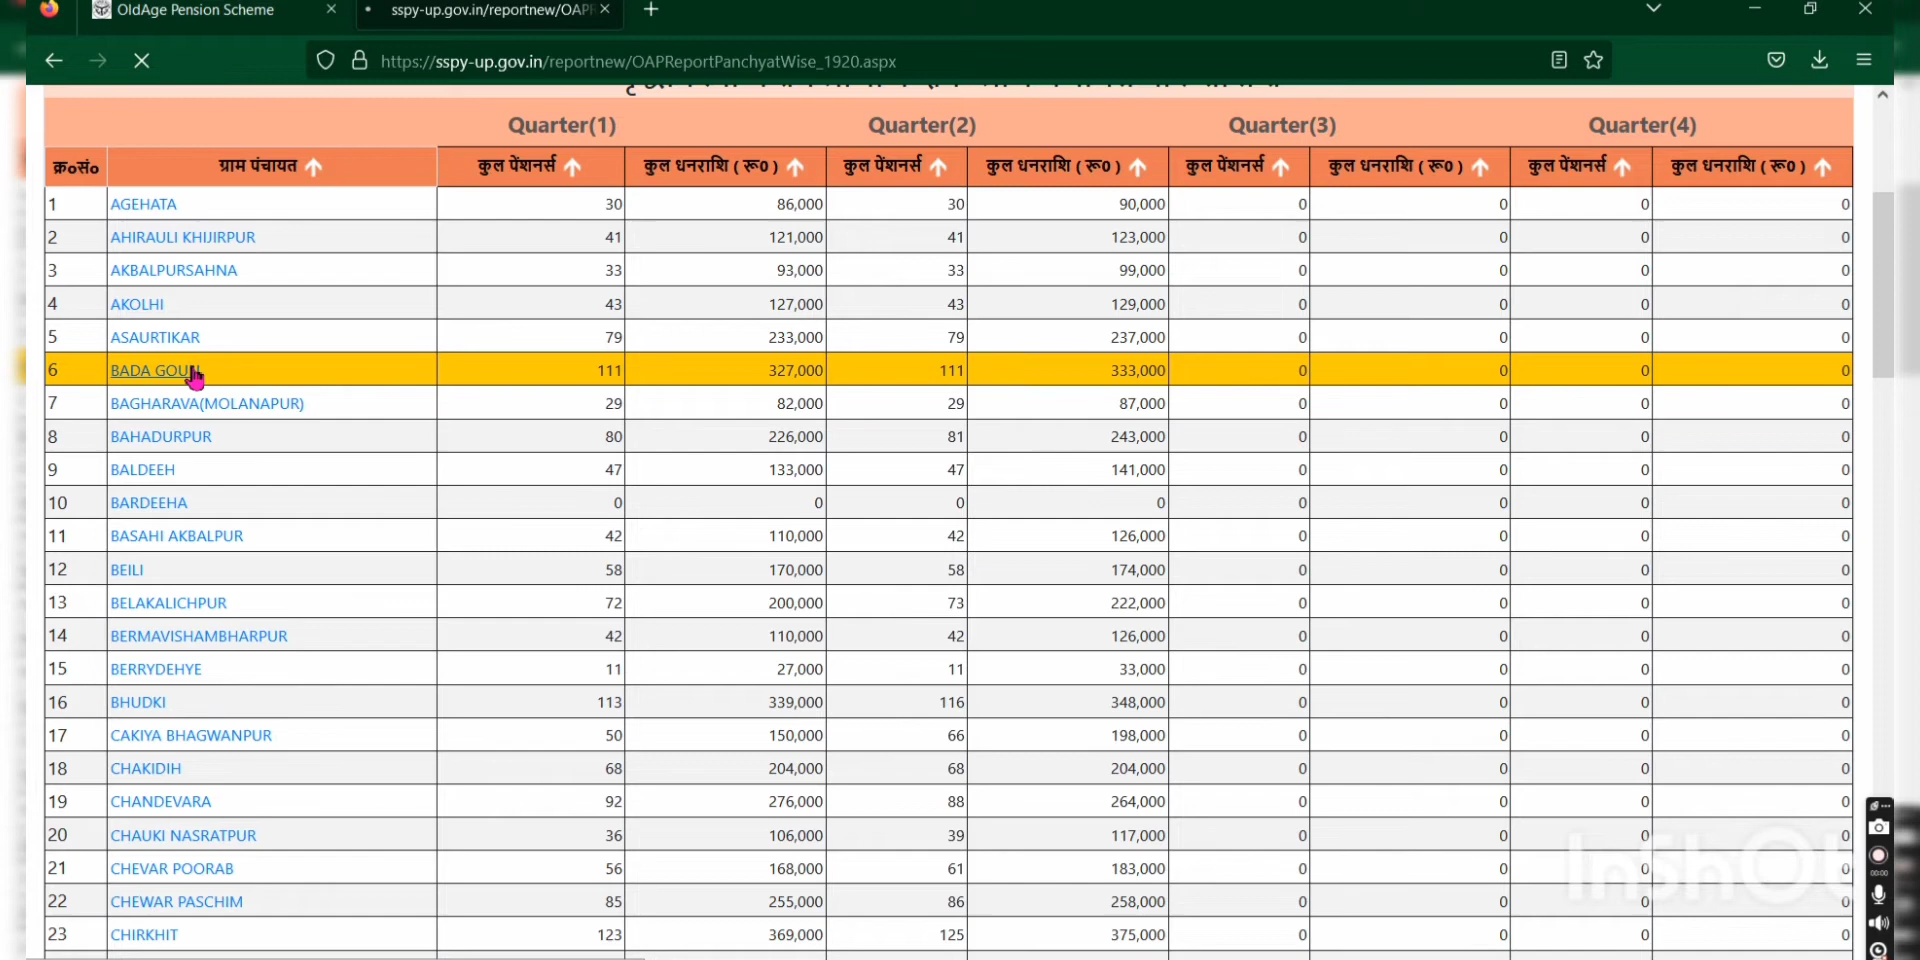 OldAge Pension Scheme
sspy-up.gov.in/reportnew/OAP
https://sspy-up.gov.in/reportnew/OAPReportPanchyatWise_1920.aspx
Quarter(1) Quarter(2) Quarter(3) Quarter(4)
क्र०सं० ग्राम पंचायत कुल पेंशनर्स कुल धनराशि ( रू0 ) कुल पेंशनर्स कुल धनराशि ( रू0 ) कुल पेंशनर्स कुल धनराशि ( रू0 ) कुल पेंशनर्स कुल धनराशि ( रू0 )
1 AGEHATA 30 86,000 30 90,000 0 0 0 0
2 AHIRAULI KHIJIRPUR 41 121,000 41 123,000 0 0 0 0
3 AKBALPURSAHNA 33 93,000 33 99,000 0 0 0 0
4 AKOLHI 43 127,000 43 129,000 0 0 0 0
5 ASAURTIKAR 79 233,000 79 237,000 0 0 0 0
6 BADA 111 327,000 111 333,000 0 0 0 0
7 BAGHARAVA(MOLANAPUR) 29 82,000 29 87,000 0 0 0 0
8 BAHADURPUR 80 226,000 81 243,000 0 0 0 0
9 BALDEEH 47 133,000 47 141,000 0 0 0 0
10 BARDEEHA 0 0 0 0 0 0 0 0
11 BASAHI AKBALPUR 42 110,000 42 126,000 0 0 0 0
12 BEILI 58 170,000 58 174,000 0 0 0 0
13 BELAKALICHPUR 72 200,000 73 222,000 0 0 0 0
14 BERMAVISHAMBHARPUR 42 110,000 42 126,000 0 0 0 0
15 BERRYDEHYE 11 27,000 11 33,000 0 0 0 0
16 BHUDKI 113 339,000 116 348,000 0 0 0 0
17 CAKIYA BHAGWANPUR 50 150,000 66 198,000 0 0 0 0
18 CHAKIDIH 68 204,000 68 204,000 0 0 0 0
19 CHANDEVARA 92 276,000 88 264,000 0 0 0 0
20 CHAUKI NASRATPUR 36 106,000 39 117,000 0 0 0 0
21 CHEVAR POORAB 56 168,000 61 183,000 0 0 0 0
22 CHEWAR PASCHIM 85 255,000 86 258,000 0 0 0 0
23 CHIRKHIT 123 369,000 125 375,000 0 0 0 0
00:00